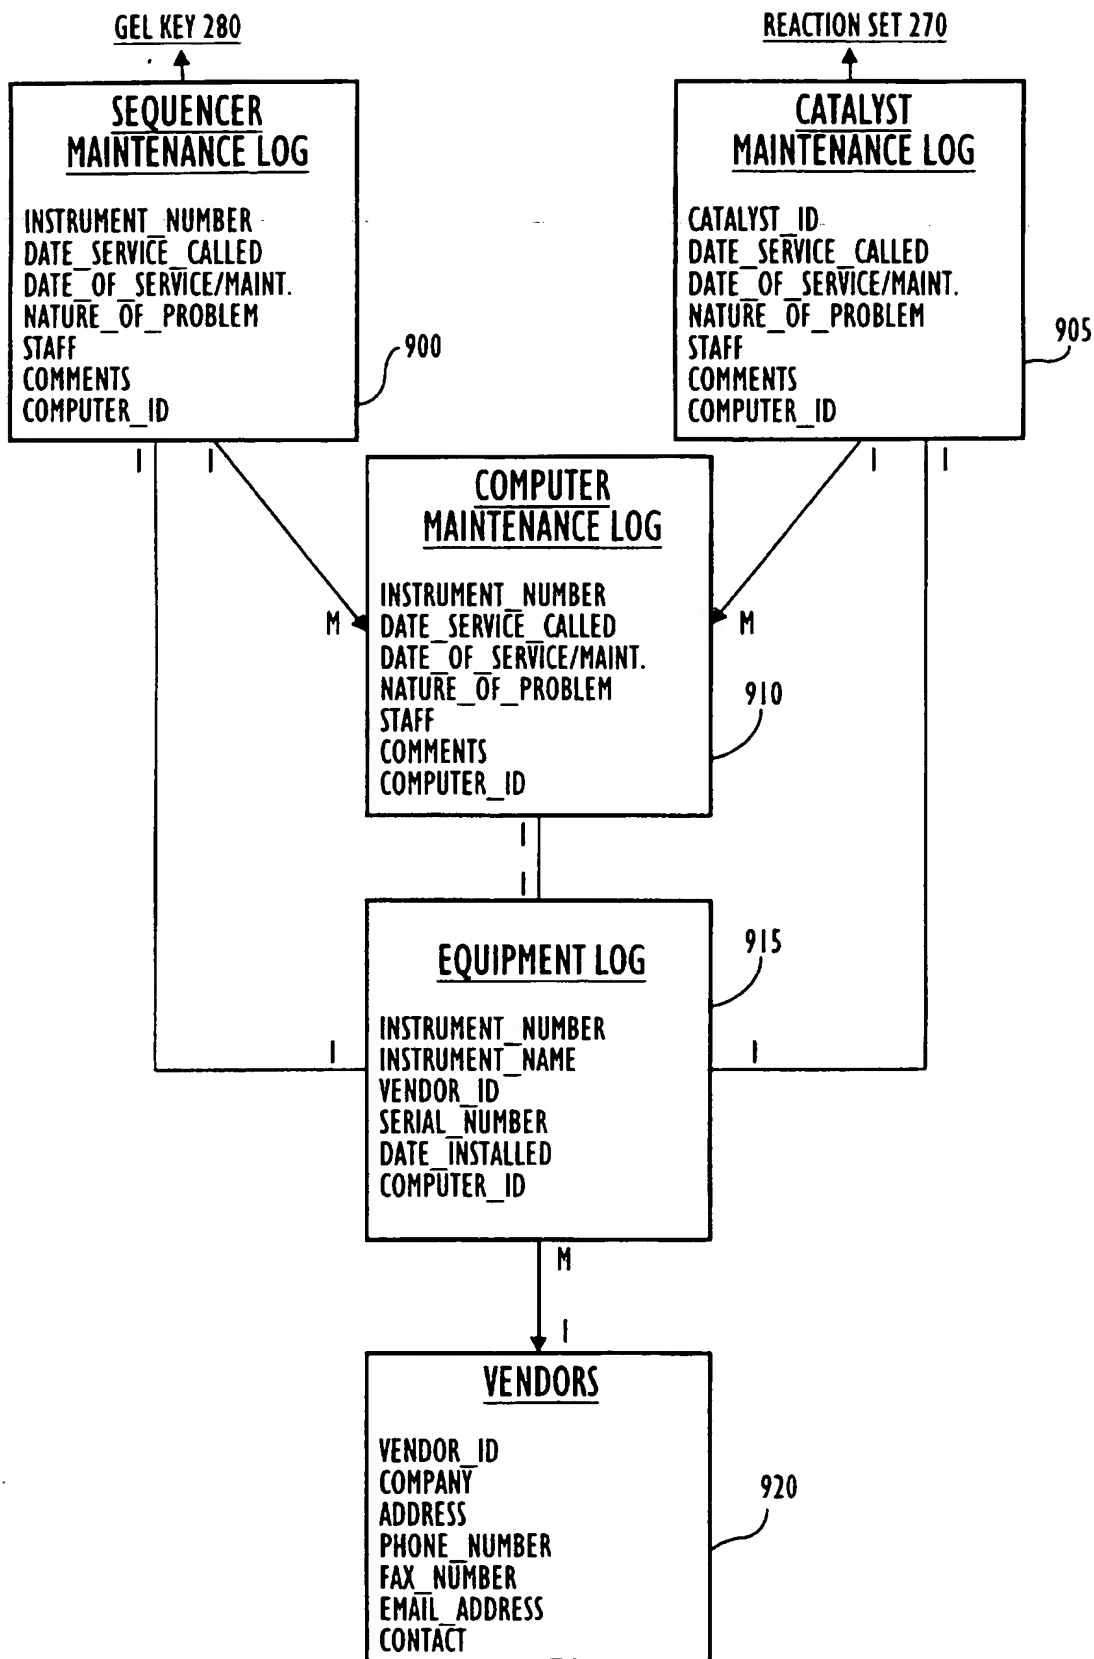 GEL KEY 280
REACTION SET 270
SEQUENCER
MAINTENANCE LOG
INSTRUMENT_NUMBER
DATE_SERVICE_CALLED
DATE_OF_SERVICE/MAINT.
NATURE_OF_PROBLEM
STAFF
COMMENTS
COMPUTER_ID
900
CATALYST
MAINTENANCE LOG
CATALYST_ID
DATE_SERVICE_CALLED
DATE_OF_SERVICE/MAINT.
NATURE_OF_PROBLEM
STAFF
COMMENTS
COMPUTER_ID
905
1
1
1
1
COMPUTER
MAINTENANCE LOG
INSTRUMENT_NUMBER
DATE_SERVICE_CALLED
DATE_OF_SERVICE/MAINT.
NATURE_OF_PROBLEM
STAFF
COMMENTS
COMPUTER_ID
M
M
910
1
1
EQUIPMENT LOG
INSTRUMENT_NUMBER
INSTRUMENT_NAME
VENDOR_ID
SERIAL_NUMBER
DATE_INSTALLED
COMPUTER_ID
915
1
1
M
1
VENDORS
VENDOR_ID
COMPANY
ADDRESS
PHONE_NUMBER
FAX_NUMBER
EMAIL_ADDRESS
CONTACT
920